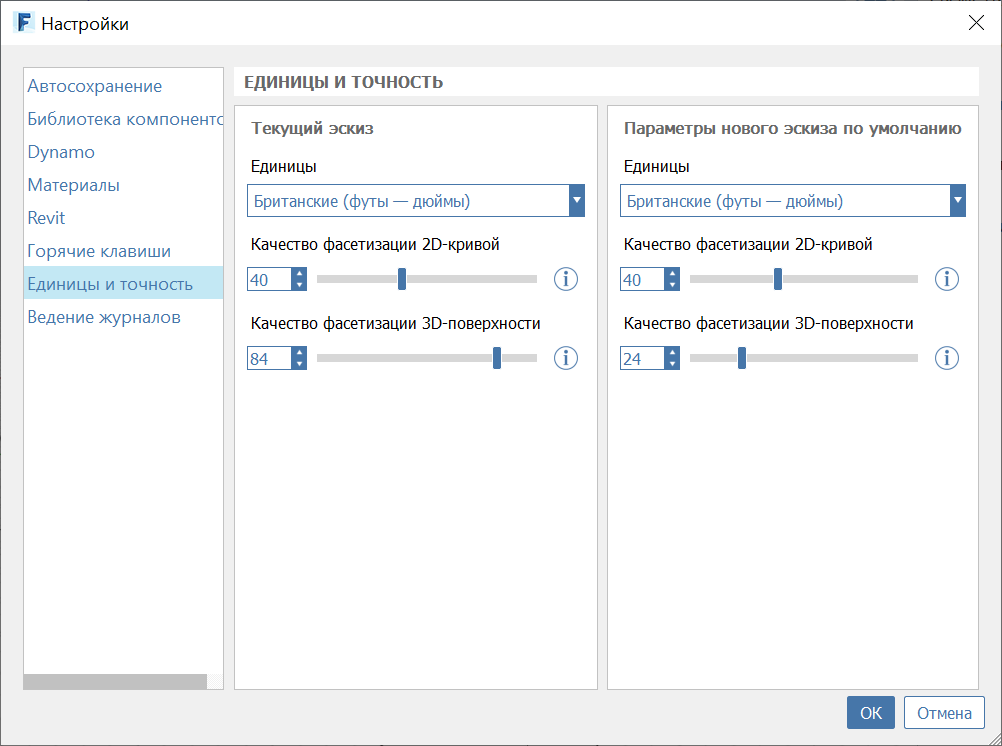 Настройки
Автосохранение
Библиотека компоненто
Dynamo
Материалы
Revit
Горячие клавиши
Единицы и точность
Ведение журналов
ЕДИНИЦЫ И ТОЧНОСТЬ
Текущий эскиз
Единицы
Британские (футы — дюймы)
Качество фасетизации 2D-кривой
40
Качество фасетизации 3D-поверхности
84
Параметры нового эскиза по умолчанию
Единицы
Британские (футы — дюймы)
Качество фасетизации 2D-кривой
40
Качество фасетизации 3D-поверхности
24
OK
Отмена